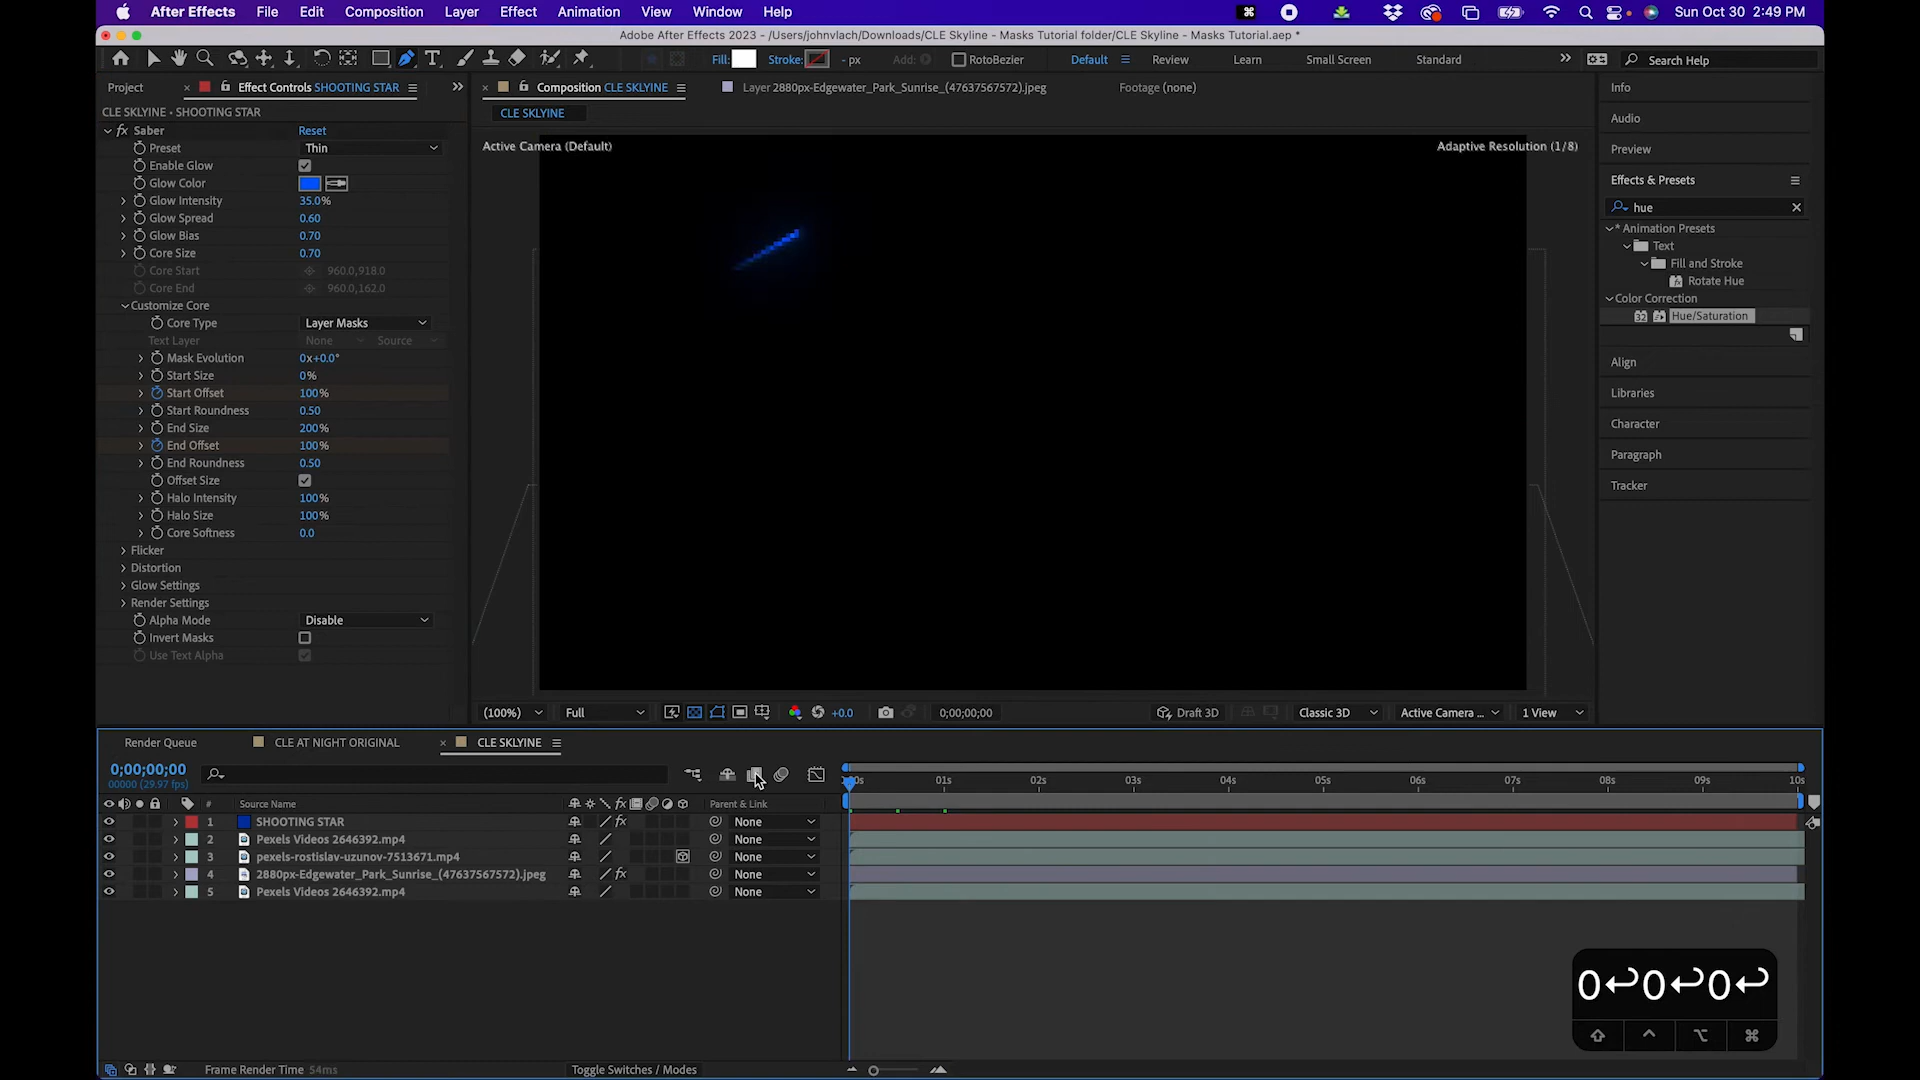 After Effects File Edit Composition Layer Effect Animation View Window Help Sun Oct 30 2:49 PM
Adobe After Effects 2023 - /Users/johnvlach/Downloads/CLE Skyline - Masks Tutorial folder/CLE Skyline - Masks Tutorial.aep *
Fill: Stroke: - px Add: RotoBezier Default Review Learn Small Screen Standard Search Help
Project Effect Controls SHOOTING STAR Composition CLE SKLYINE Layer 2880px-Edgewater_Park_Sunrise_(47637567572).jpeg Footage (none) Info
CLE SKLYINE • SHOOTING STAR
CLE SKLYINE
Saber Reset
Preset Thin
Enable Glow
Glow Color
Glow Intensity 35.0%
Glow Spread 0.60
Glow Bias 0.70
Core Size 0.70
Core Start 960.0,918.0
Core End 960.0,162.0
Customize Core
Core Type Layer Masks
Text Layer None Source
Mask Evolution 0x+0.0°
Start Size 0%
Start Offset 100%
Start Roundness 0.50
End Size 200%
End Offset 100%
End Roundness 0.50
Offset Size
Halo Intensity 100%
Halo Size 100%
Core Softness 0.0
Flicker
Distortion
Glow Settings
Render Settings
Alpha Mode Disable
Invert Masks
Use Text Alpha
Active Camera (Default) Adaptive Resolution (1/8)
(100%) Full +0.0 0;00;00;00 Draft 3D Classic 3D Active Camera ... 1 View
Audio
Preview
Effects & Presets
hue
* Animation Presets
Text
Fill and Stroke
Rotate Hue
Color Correction
32 Hue/Saturation
Align
Libraries
Character
Paragraph
Tracker
Render Queue CLE AT NIGHT ORIGINAL CLE SKLYINE
0;00;00;00
00000 (29.97 fps)
01s 02s 03s 04s 05s 06s 07s 08s 09s 10s
# Source Name fx Parent & Link
1 SHOOTING STAR fx None
2 Pexels Videos 2646392.mp4 None
3 pexels-rostislav-uzunov-7513671.mp4 None
4 2880px-Edgewater_Park_Sunrise_(47637567572).jpeg fx None
5 Pexels Videos 2646392.mp4 None
0↩0↩0↩
⇧ ⌃ ⌥ ⌘
Frame Render Time 54ms Toggle Switches / Modes